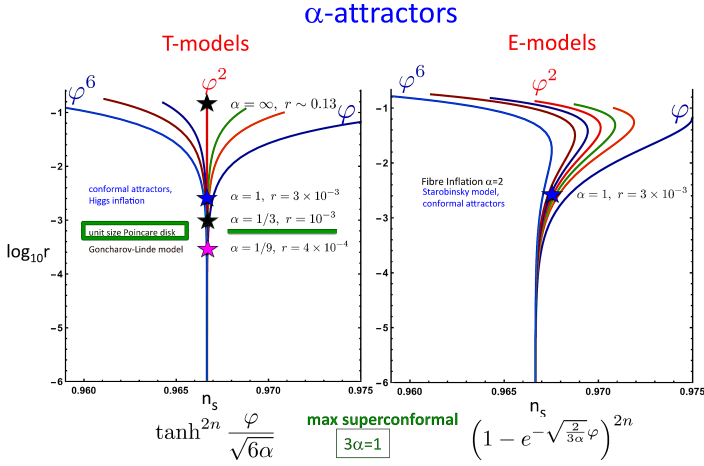 α-attractors
T-models
E-models
φ⁶
φ²
φ
α = ∞, r ∼ 0.13
conformal attractors,
Higgs inflation
α = 1, r = 3 × 10⁻³
unit size Poincare disk
α = 1/3, r = 10⁻³
Goncharov-Linde model
α = 1/9, r = 4 × 10⁻⁴
log₁₀r
-1
-2
-3
-4
-5
-6
0.960
0.965
0.970
0.975
nₛ
φ⁶
φ²
φ
Fibre Inflation α=2
Starobinsky model,
conformal attractors
α = 1, r = 3 × 10⁻³
-1
-2
-3
-4
-5
-6
0.960
0.965
0.970
0.975
nₛ
tanh²ⁿ φ/√6α
max superconformal
3α=1
(1 − e^{−√(2/3α)φ})²ⁿ